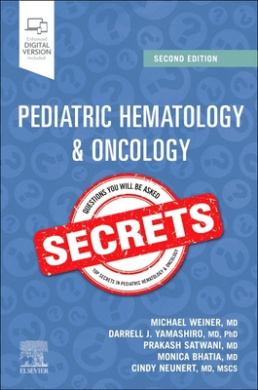 Enhanced
DIGITAL
VERSION
Included
SECOND EDITION
PEDIATRIC HEMATOLOGY
& ONCOLOGY
QUESTIONS YOU WILL BE ASKED
SECRETS
TOP SECRETS IN PEDIATRIC HEMATOLOGY & ONCOLOGY
MICHAEL WEINER, MD
DARRELL J. YAMASHIRO, MD, PhD
PRAKASH SATWANI, MD
MONICA BHATIA, MD
CINDY NEUNERT, MD, MSCS
ELSEVIER